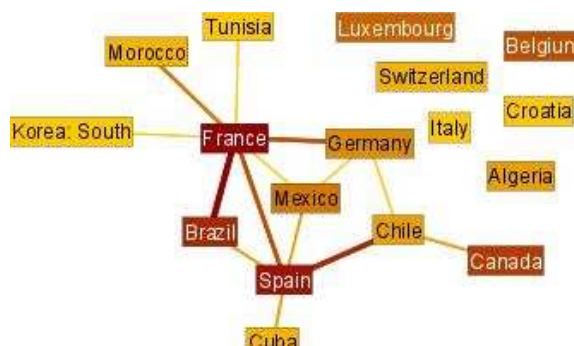 Tunisia
Luxembourg
Belgium
Morocco
Switzerland
Croatia
Korea: South
France
Germany
Italy
Algeria
Mexico
Brazil
Chile
Canada
Spain
Cuba